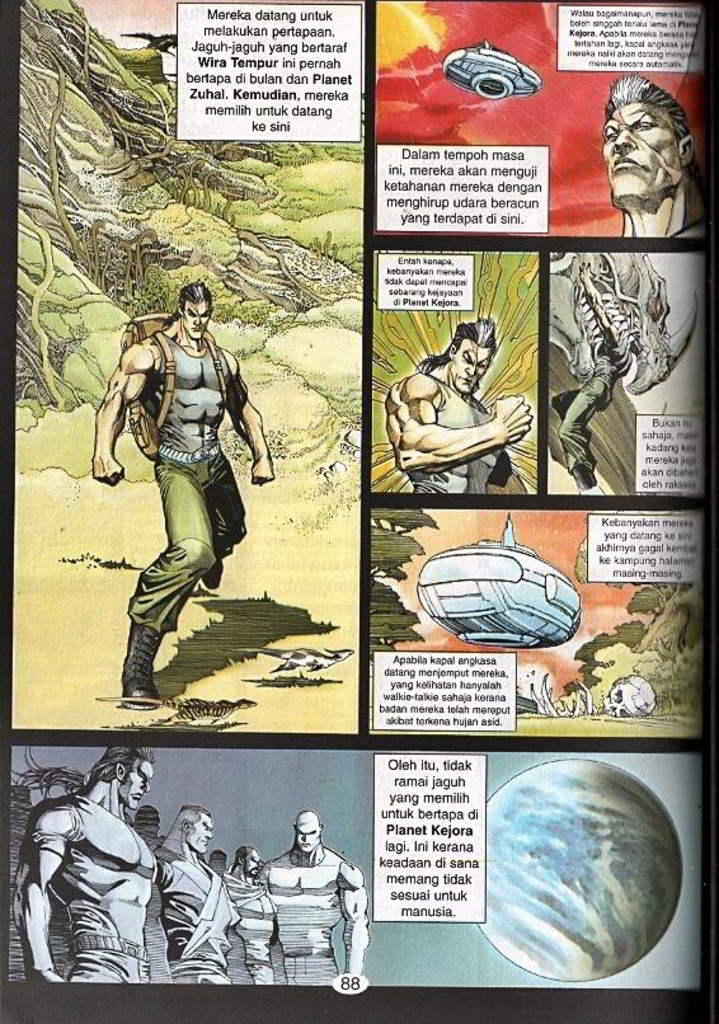 Mereka datang untuk
melakukan pertapaan.
Jaguh-jaguh yang bertaraf
Wira Tempur ini pernah
bertapa di bulan dan Planet
Zuhal. Kemudian, mereka
memilih untuk datang
ke sini
Walau bagaimanapun, mereka tidak
boleh singgah terlalu lama di Planet
Kejora. Apabila mereka berasa tidak
tertahan lagi, kapal angkasa yang
mereka naiki akan datang mengambil
mereka secara automatik.
Dalam tempoh masa
ini, mereka akan menguji
ketahanan mereka dengan
menghirup udara beracun
yang terdapat di sini.
Entah kenapa,
kebanyakan mereka
tidak dapat mencapai
sebarang kejayaan
di Planet Kejora.
Bukan itu
sahaja, malah
kadang kala
mereka juga
akan dibaham
oleh raksasa
Kebanyakan mereka
yang datang ke sini
akhirnya gagal kembali
ke kampung halaman
masing-masing.
Apabila kapal angkasa
datang menjemput mereka,
yang kelihatan hanyalah
walkie-talkie sahaja kerana
badan mereka telah mereput
akibat terkena hujan asid.
Oleh itu, tidak
ramai jaguh
yang memilih
untuk bertapa di
Planet Kejora
lagi. Ini kerana
keadaan di sana
memang tidak
sesuai untuk
manusia.
88